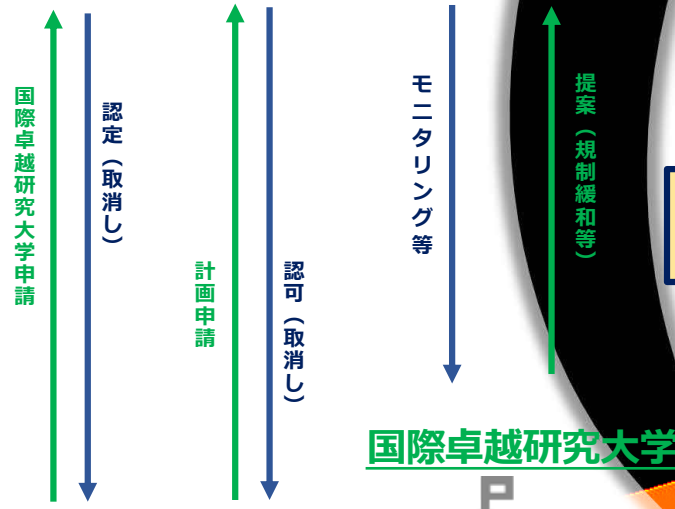 国際卓越研究大学申請
認定（取消し）
計画申請
認可（取消し）
モニタリング等
提案（規制緩和等）
国際卓越研究大学